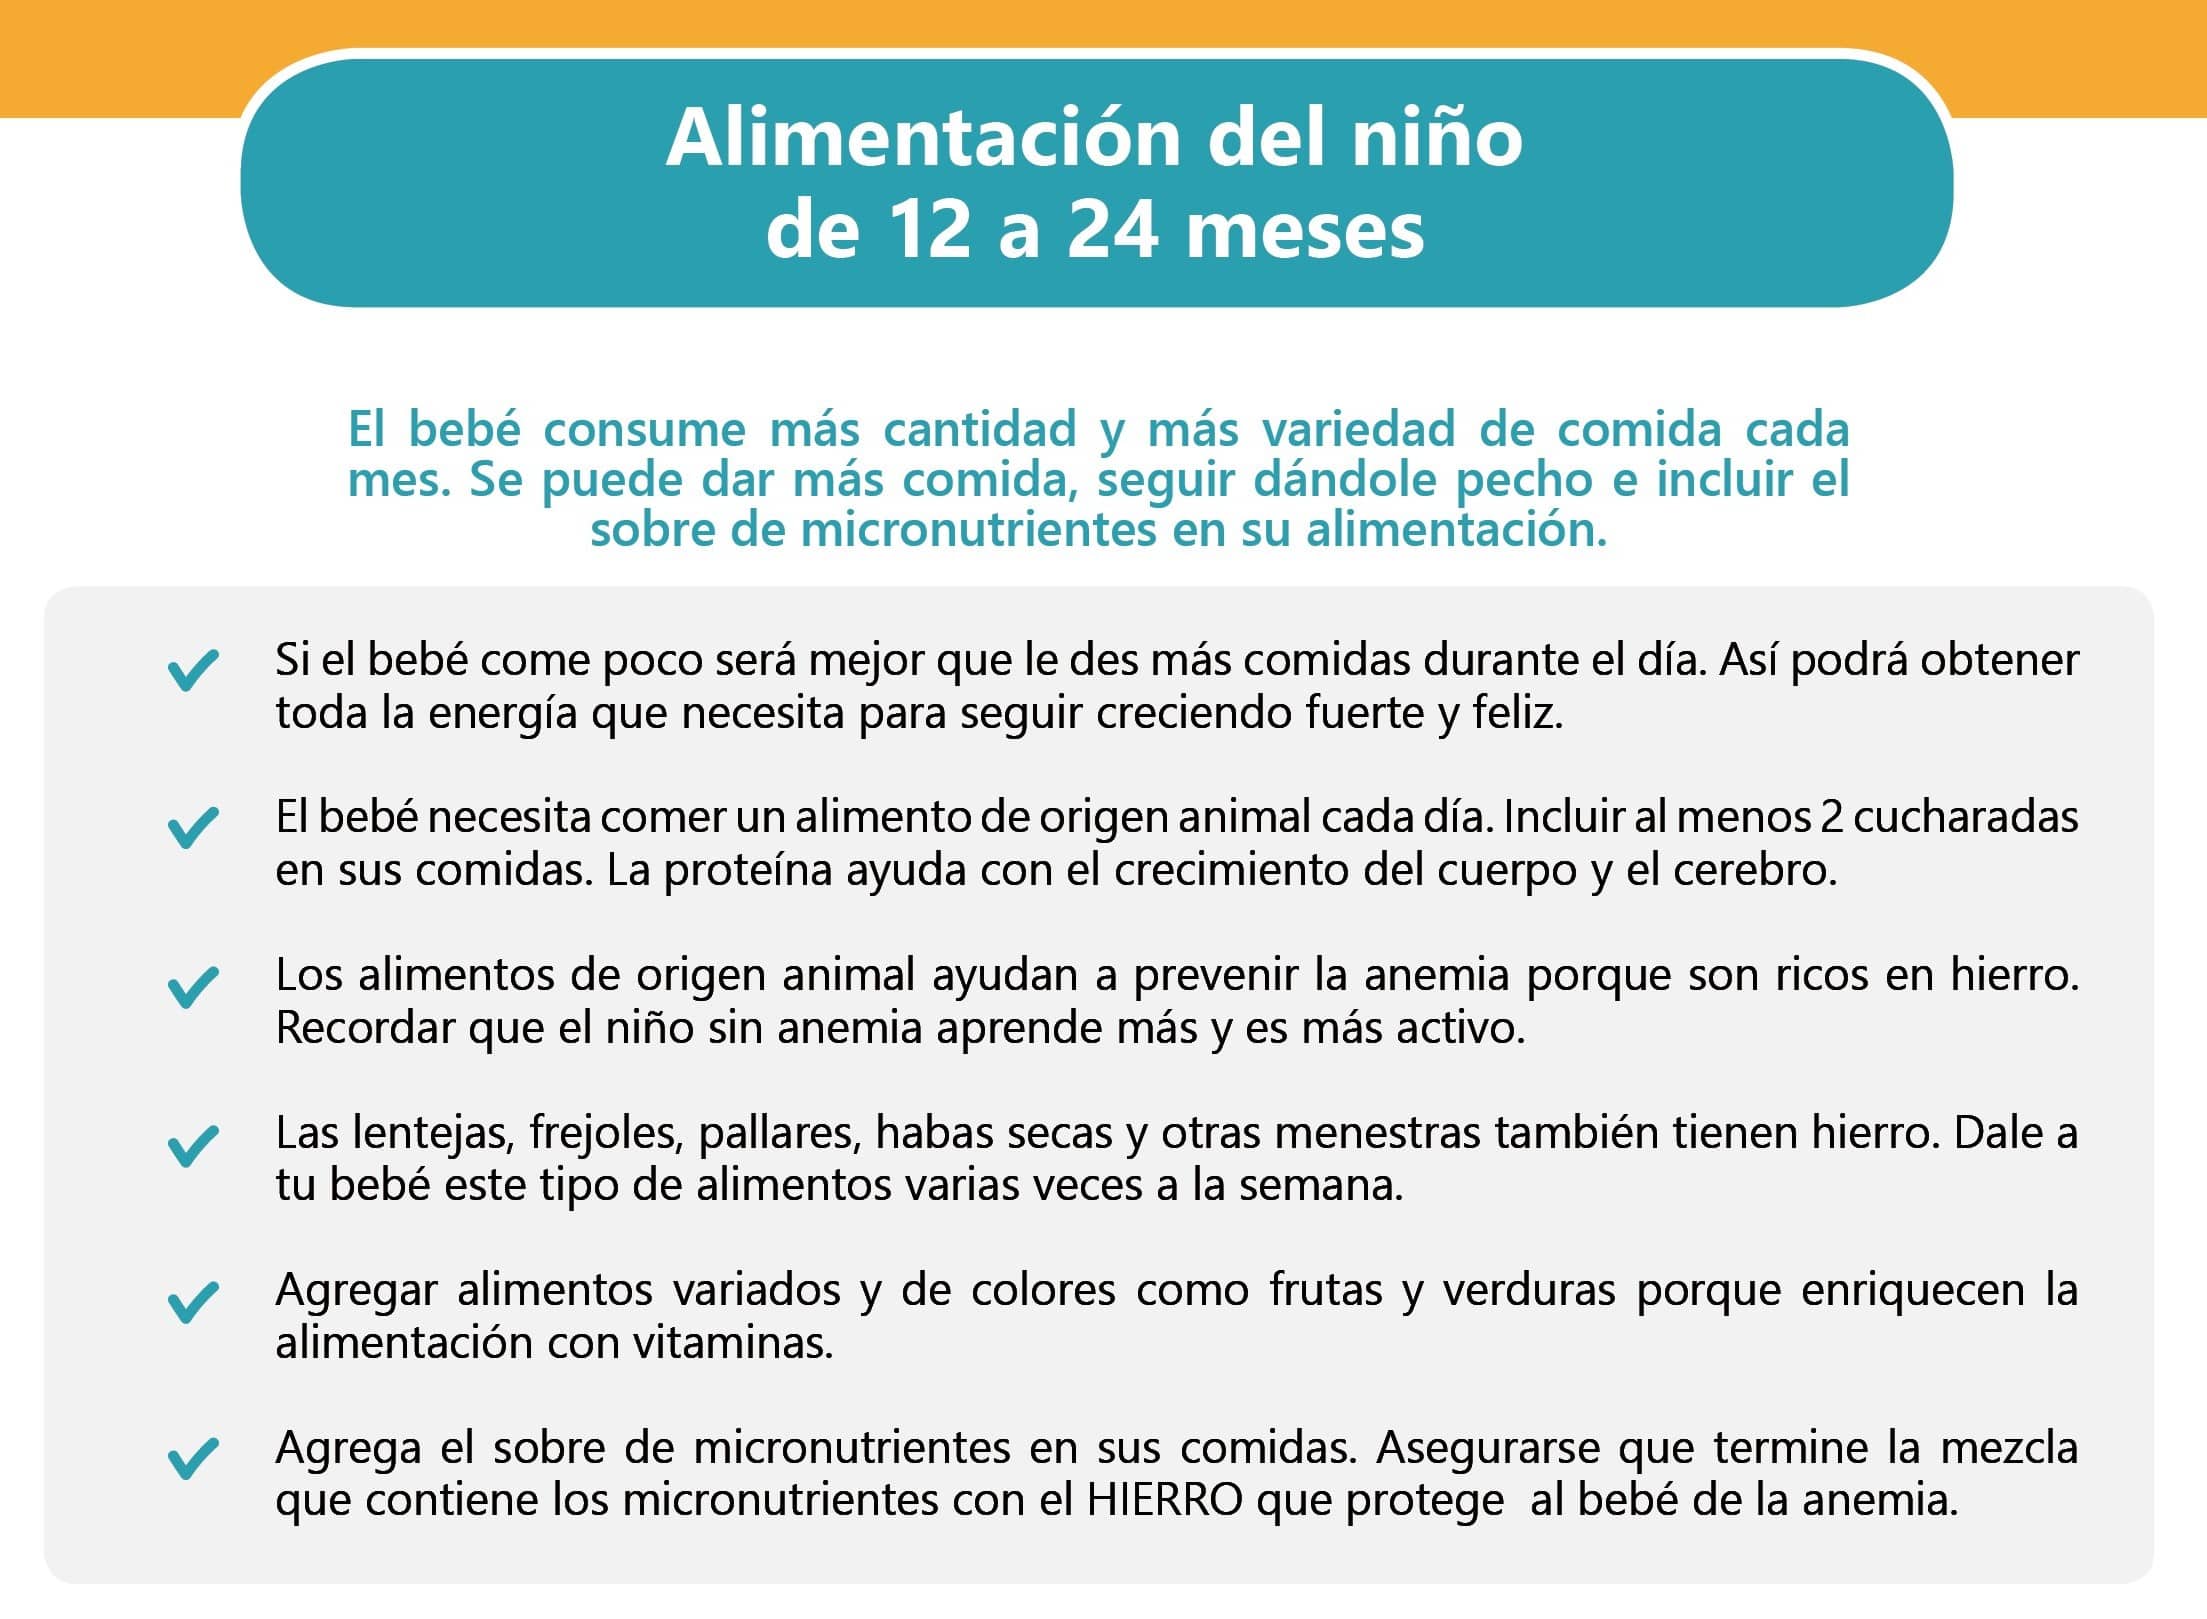 Alimentación del niño
de 12 a 24 meses
El bebé consume más cantidad y más variedad de comida cada
mes. Se puede dar más comida, seguir dándole pecho e incluir el
sobre de micronutrientes en su alimentación.
Si el bebé come poco será mejor que le des más comidas durante el día. Así podrá obtener
toda la energía que necesita para seguir creciendo fuerte y feliz.
El bebé necesita comer un alimento de origen animal cada día. Incluir al menos 2 cucharadas
en sus comidas. La proteína ayuda con el crecimiento del cuerpo y el cerebro.
Los alimentos de origen animal ayudan a prevenir la anemia porque son ricos en hierro.
Recordar que el niño sin anemia aprende más y es más activo.
Las lentejas, frejoles, pallares, habas secas y otras menestras también tienen hierro. Dale a
tu bebé este tipo de alimentos varias veces a la semana.
Agregar alimentos variados y de colores como frutas y verduras porque enriquecen la
alimentación con vitaminas.
Agrega el sobre de micronutrientes en sus comidas. Asegurarse que termine la mezcla
que contiene los micronutrientes con el HIERRO que protege  al bebé de la anemia.